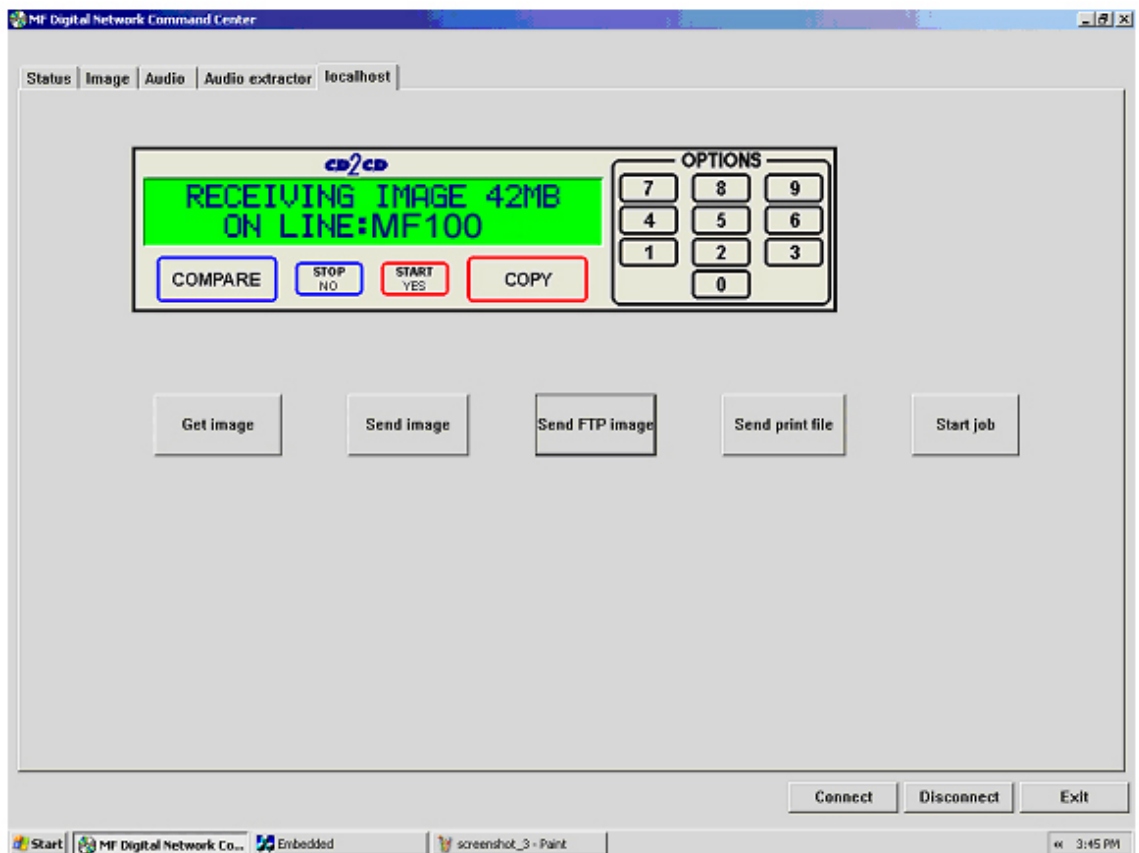 MF Digital Network Command Center
Status Image Audio Audio extractor localhost
CD2CD
OPTIONS
RECEIVING IMAGE 42MB
ON LINE:MF100
7 8 9
4 5 6
1 2 3
0
COMPARE
STOP
NO
START
YES
COPY
Get image Send image Send FTP image Send print file Start job
Connect Disconnect Exit
Start MF Digital Network Co... Embedded screenshot_3 - Paint « 3:45 PM